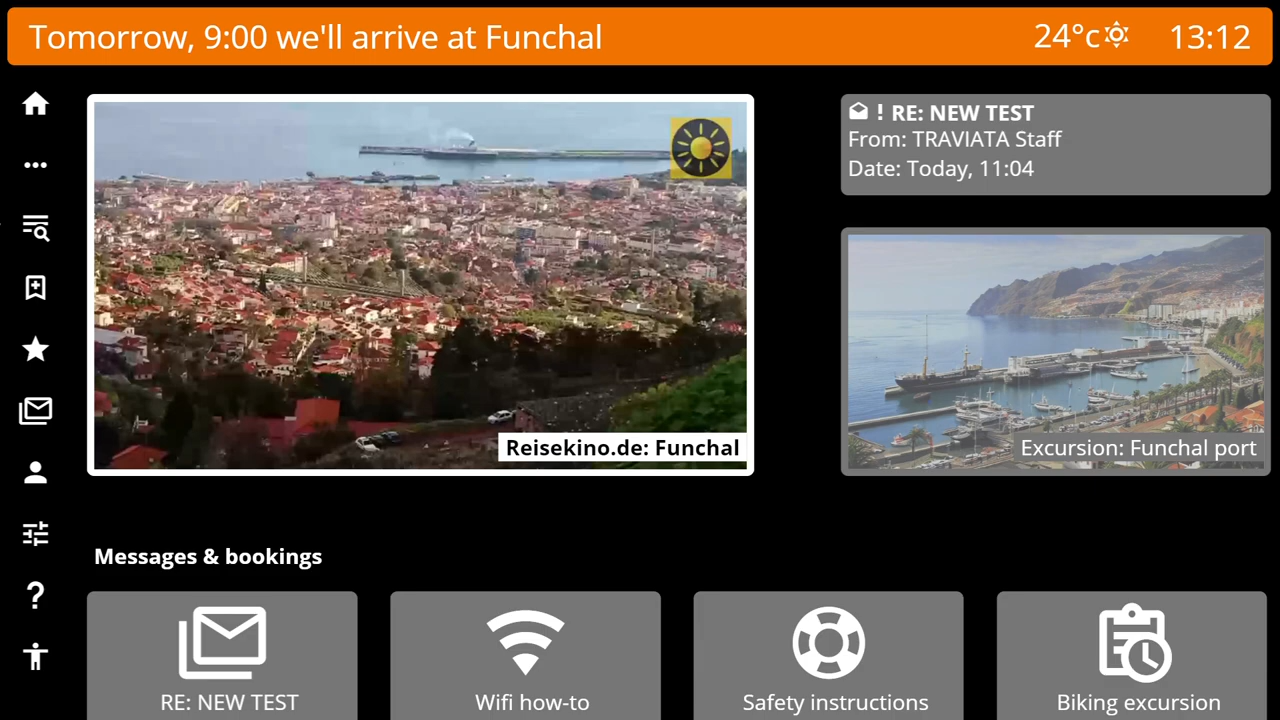 Tomorrow, 9:00 we'll arrive at Funchal
24°c 13:12
! RE: NEW TEST
From: TRAVIATA Staff
Date: Today, 11:04
Reisekino.de: Funchal
Excursion: Funchal port
Messages & bookings
RE: NEW TEST
Wifi how-to
Safety instructions
Biking excursion